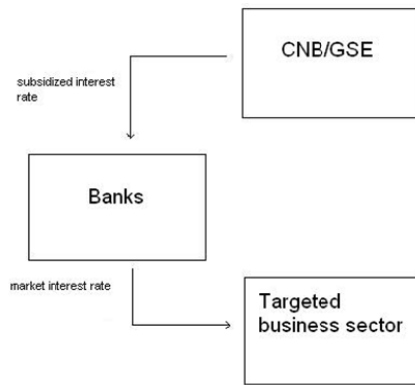 CNB/GSE
subsidized interest
rate
Banks
market interest rate
Targeted
business sector